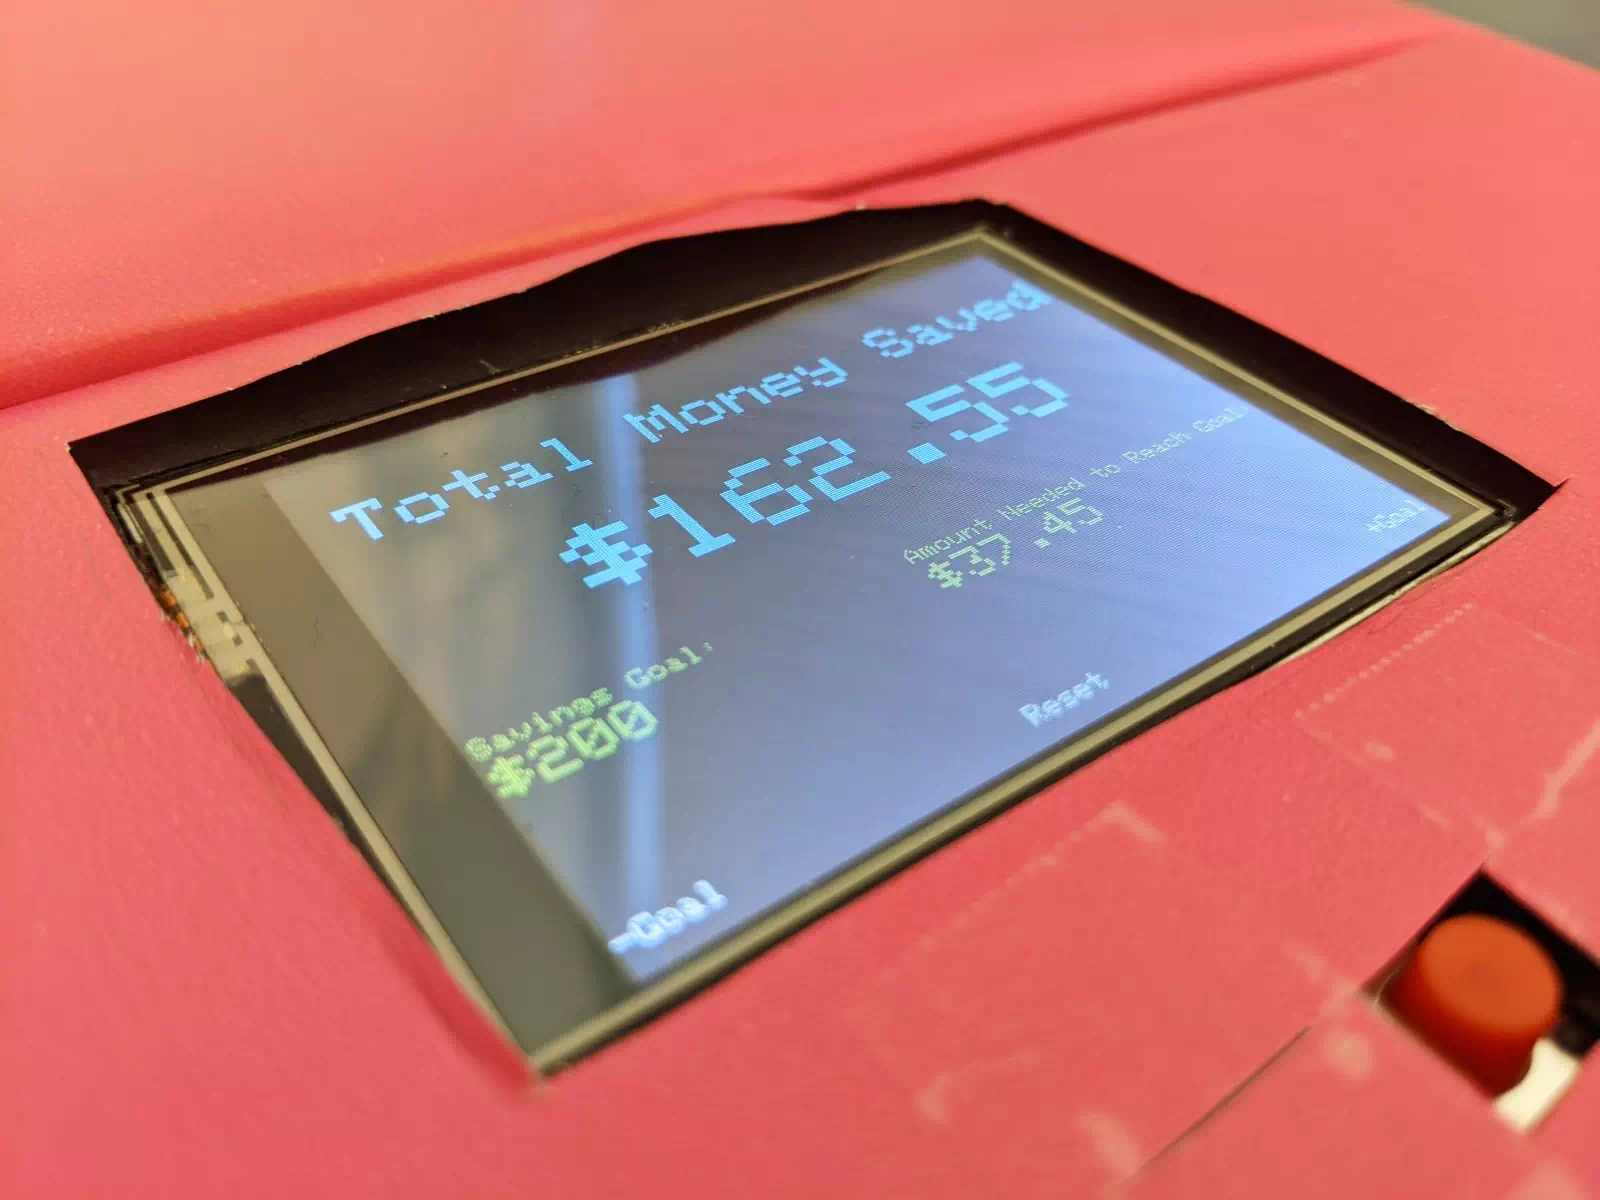 Total Money Saved
$162.55
Savings Goal:
$200
Amount Needed to Reach Goal:
$37.45
-Goal
Reset
+Goal